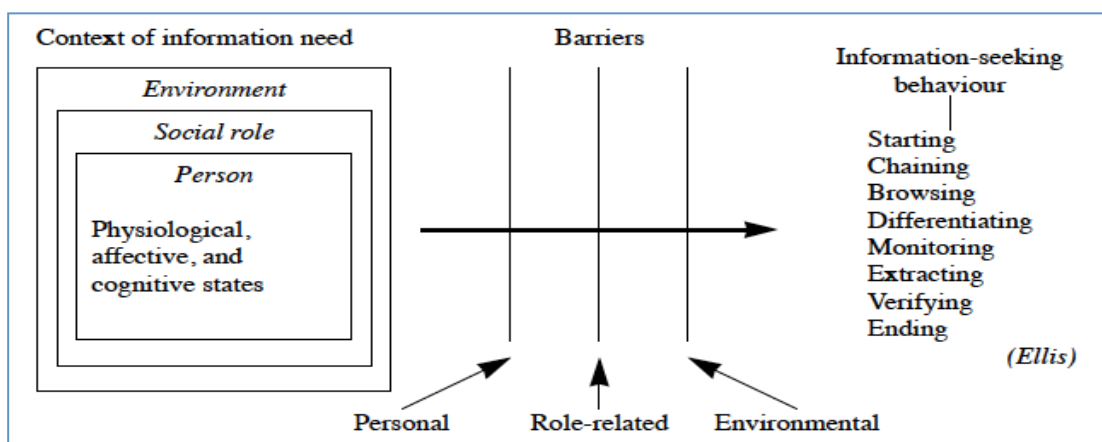 Context of information need
Barriers
Information-seeking
behaviour
Environment
Social role
Person
Physiological,
affective, and
cognitive states
Starting
Chaining
Browsing
Differentiating
Monitoring
Extracting
Verifying
Ending
(Ellis)
Personal
Role-related
Environmental